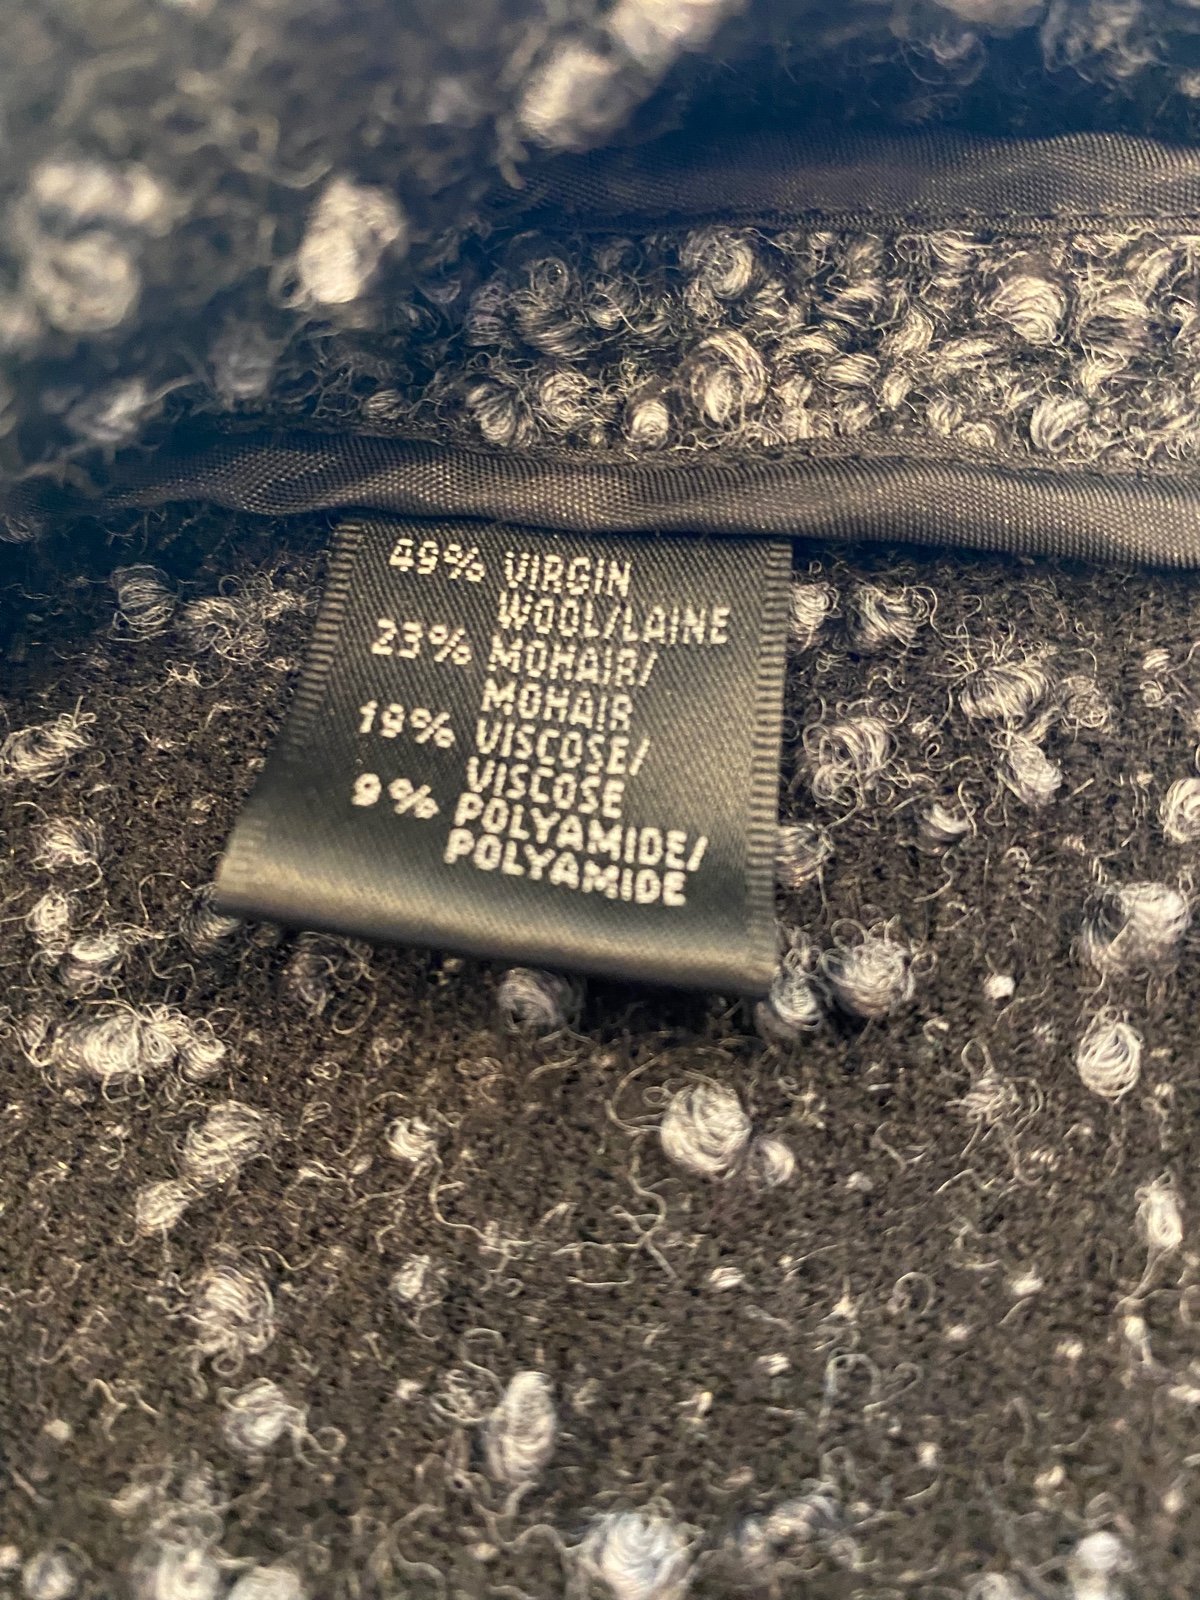 49% VIRGIN
WOOL/LAINE
23% MOHAIR/
MOHAIR
19% VISCOSE/
VISCOSE
9% POLYAMIDE/
POLYAMIDE